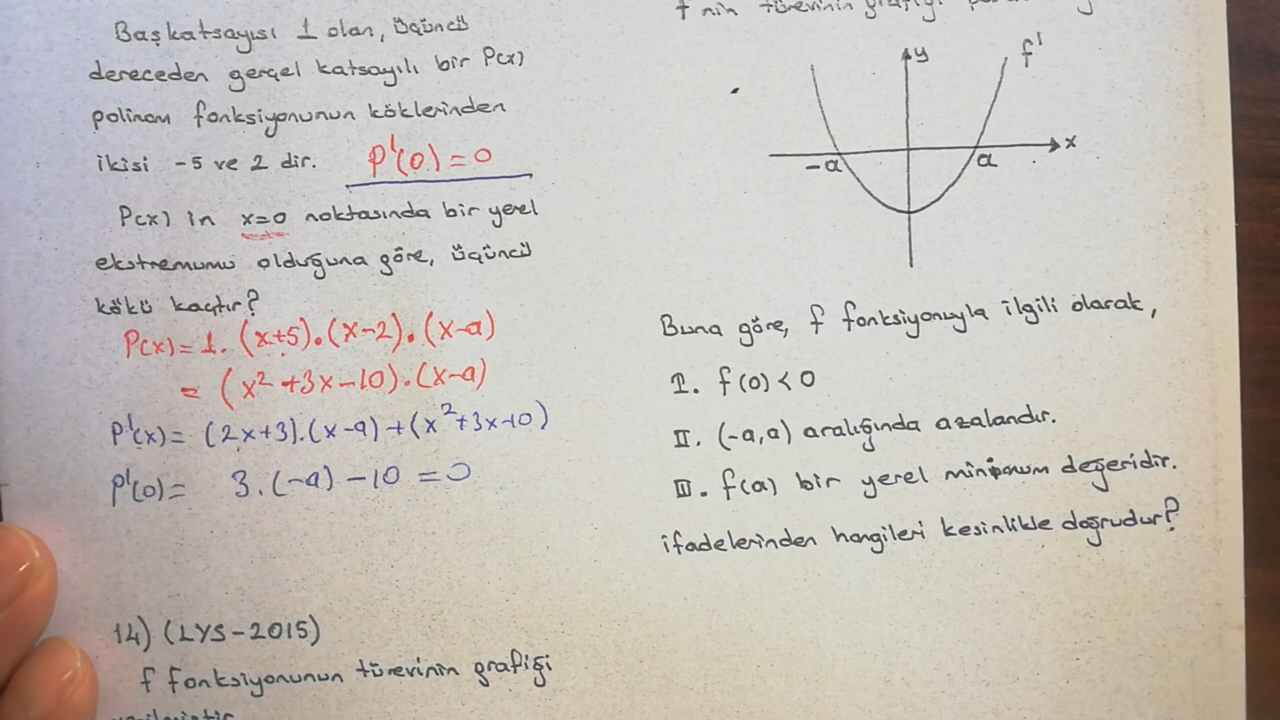 Başkatsayısı 1 olan, üçüncü
dereceden gerçel katsayılı bir P(x)
polinom fonksiyonunun köklerinden
ikisi -5 ve 2 dir. P'(0) = 0
P(x) in x=0 noktasında bir yerel
ekstremumu olduğuna göre, üçüncü
kökü kaçtır?
P(x) = 1. (x+5).(x-2).(x-a)
= (x² +3x-10).(x-a)
P'(x) = (2x+3).(x-a)+(x²+3x-10)
P'(0) = 3.(-a) -10 = 0
14) (LYS-2015)
f fonksiyonunun türevinin grafiği
verilmiştir
f nin türevinin grafiği
y
f'
x
-a
a
Buna göre, f fonksiyonuyla ilgili olarak,
I. f(0) < 0
II. (-a,a) aralığında azalandır.
III. f(a) bir yerel minimum değeridir.
ifadelerinden hangileri kesinlikle doğrudur?